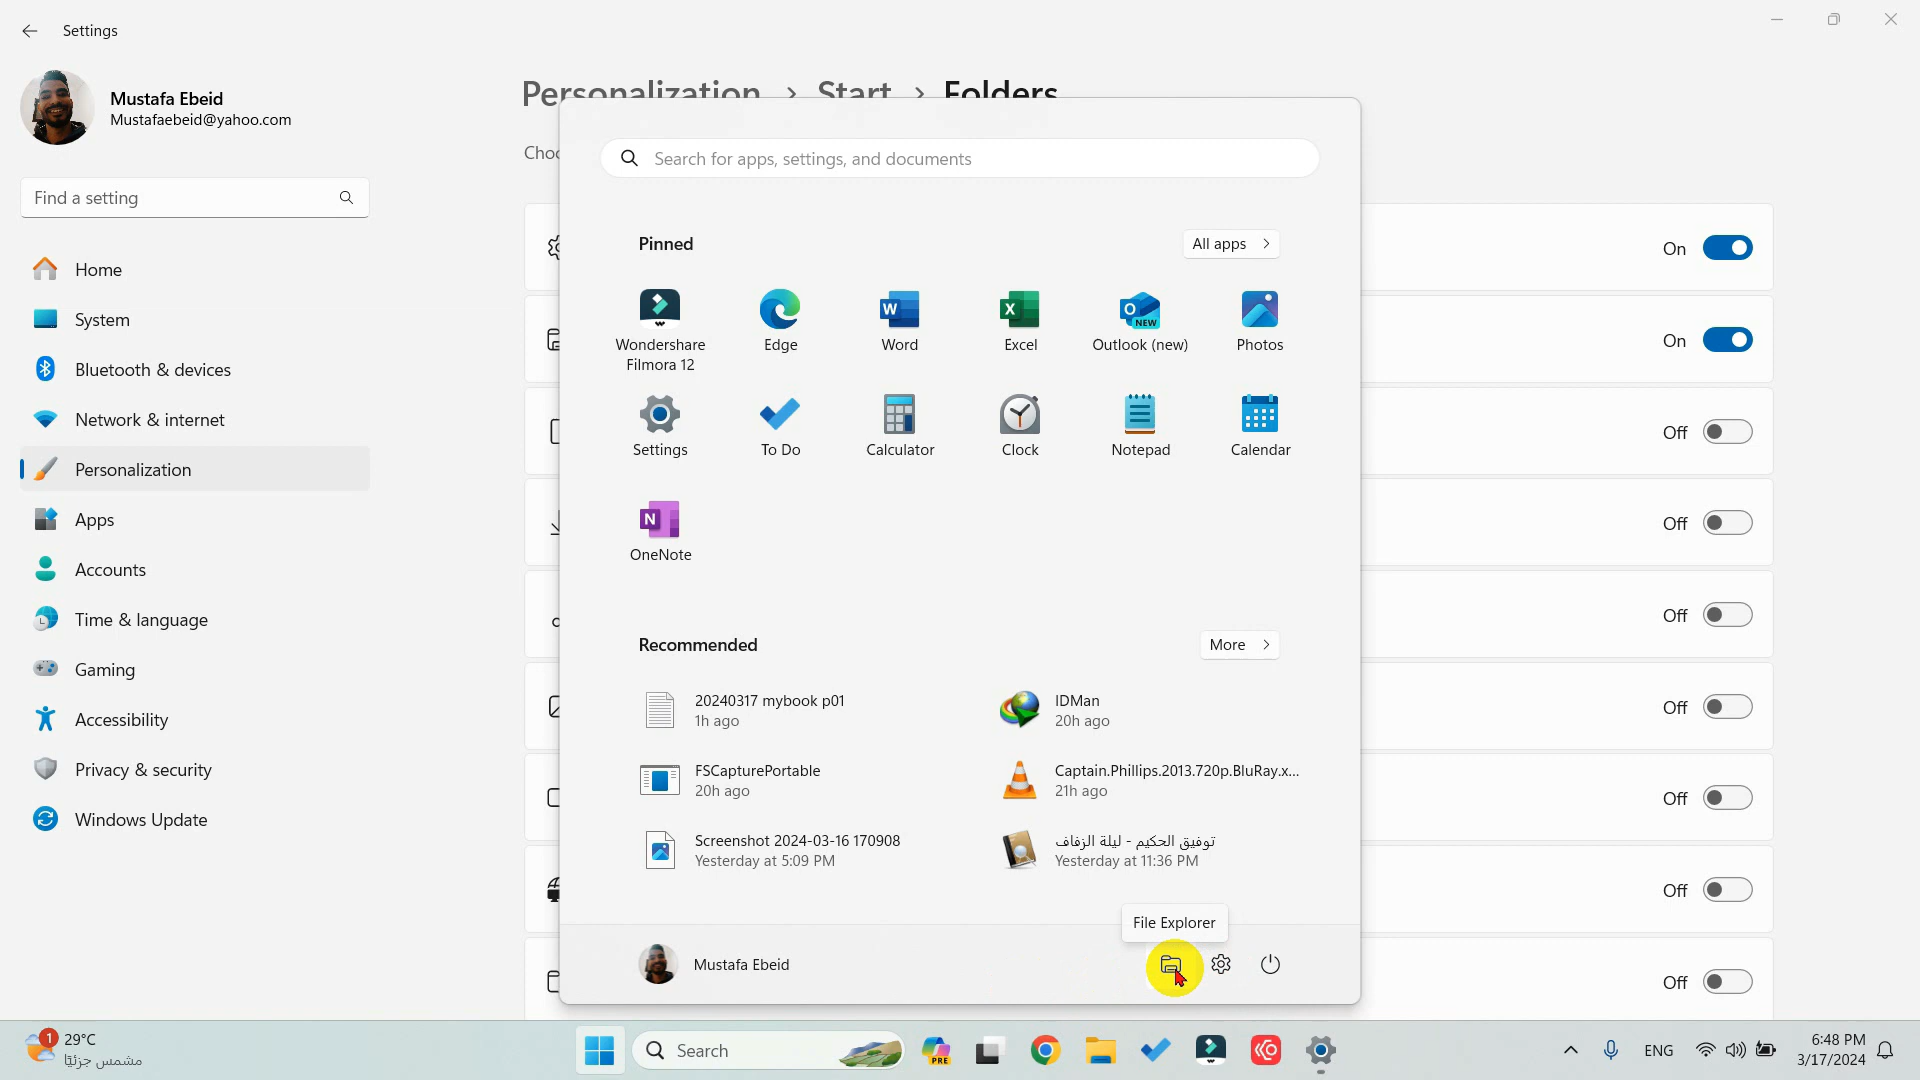 Settings
Mustafa Ebeid
Mustafaebeid@yahoo.com
Find a setting
Home
System
Bluetooth & devices
Network & internet
Personalization
Apps
Accounts
Time & language
Gaming
Accessibility
Privacy & security
Windows Update
Personalization > Start > Folders
Choo
On
On
Off
Off
Off
Off
Off
Off
Off
Search for apps, settings, and documents
Pinned
All apps >
Wondershare
Filmora 12
Edge
Word
Excel
Outlook (new)
Photos
Settings
To Do
Calculator
Clock
Notepad
Calendar
OneNote
Recommended
More >
20240317 mybook p01
1h ago
IDMan
20h ago
FSCapturePortable
20h ago
Captain.Phillips.2013.720p.BluRay.x...
21h ago
Screenshot 2024-03-16 170908
Yesterday at 5:09 PM
توفيق الحكيم - ليلة الزفاف
Yesterday at 11:36 PM
File Explorer
Mustafa Ebeid
1
29°C
مشمس جزئيًا
Search
PRE
ENG
6:48 PM
3/17/2024